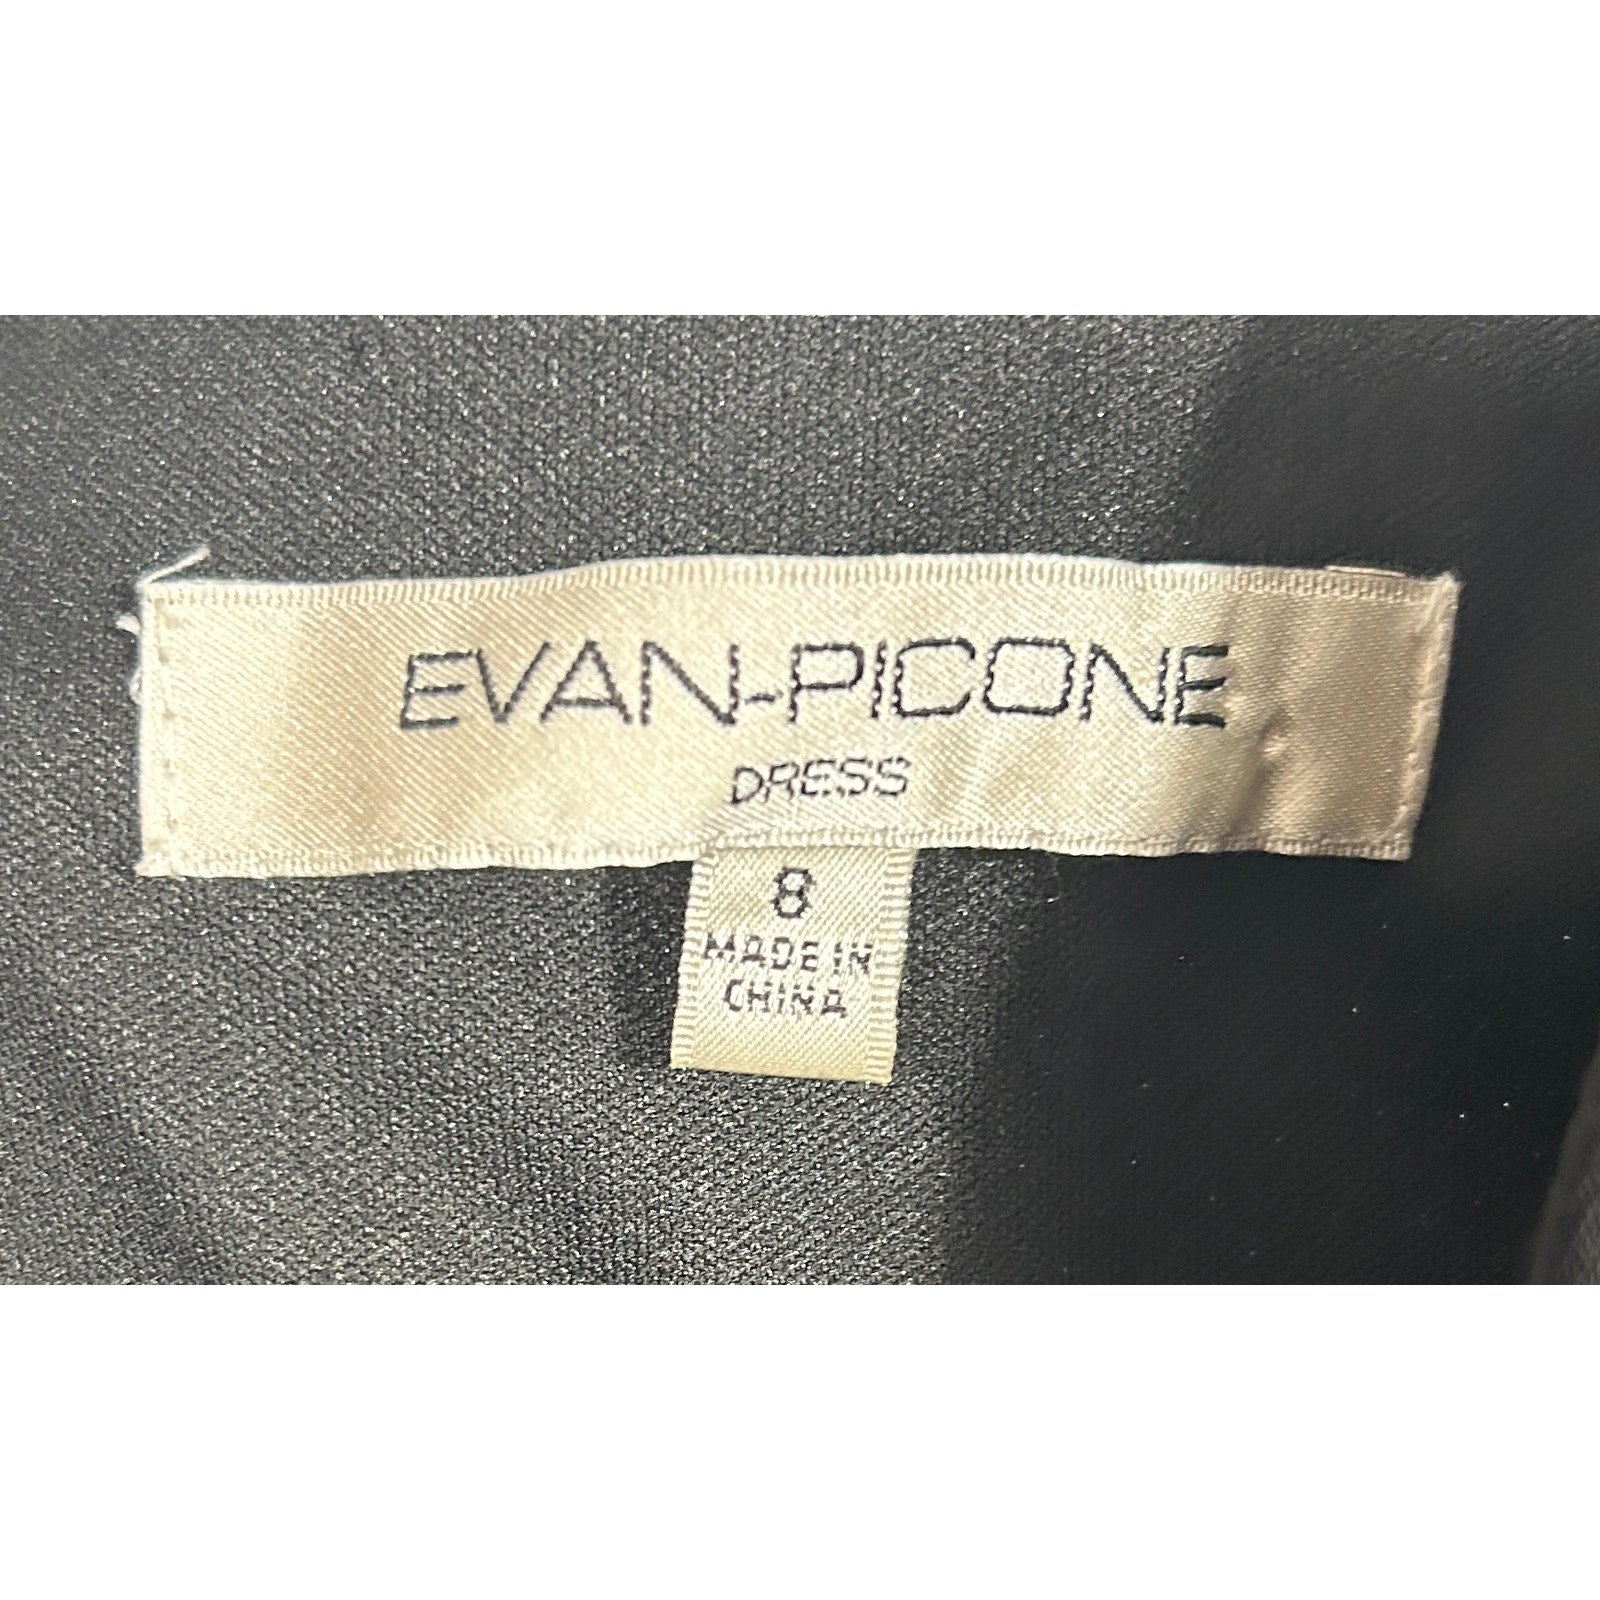 EVAN-PICONE
DRESS
8
MADE IN
CHINA